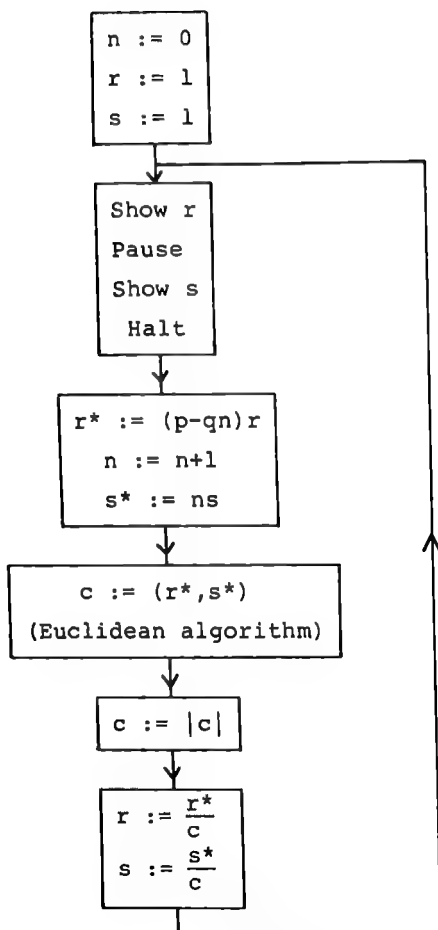 n := 0
r := 1
s := 1
Show r
Pause
Show s
Halt
r* := (p-qn)r
n := n+1
s* := ns
c := (r*,s*)
(Euclidean algorithm)
c := |c|
r := r*/c
s := s*/c